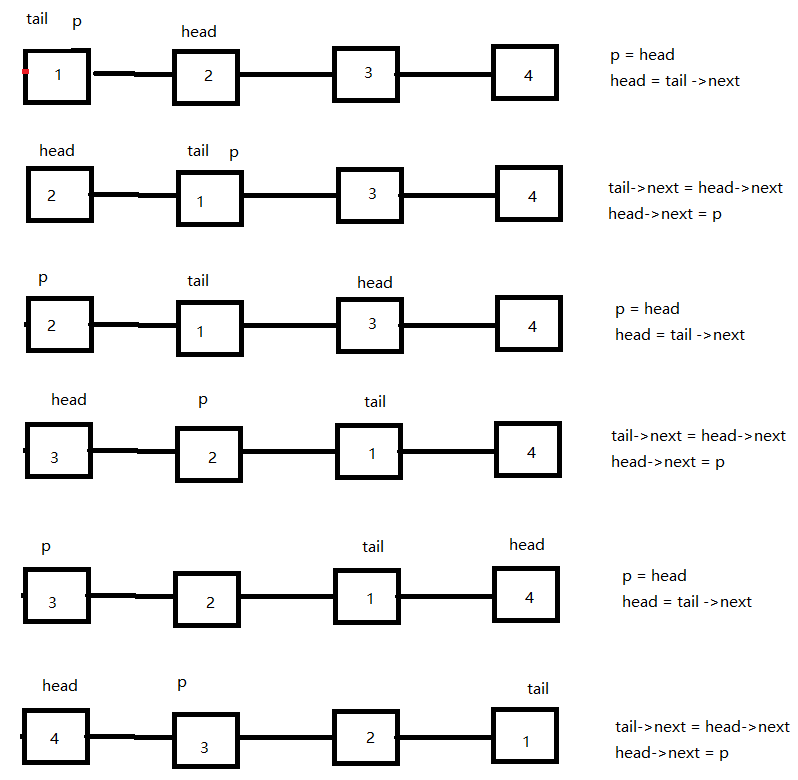 tail p
head
1 2 3 4
p = head
head = tail ->next
head tail p
2 1 3 4
tail->next = head->next
head->next = p
p tail head
2 1 3 4
p = head
head = tail ->next
head p tail
3 2 1 4
tail->next = head->next
head->next = p
p tail head
3 2 1 4
p = head
head = tail ->next
head p tail
4 3 2 1
tail->next = head->next
head->next = p